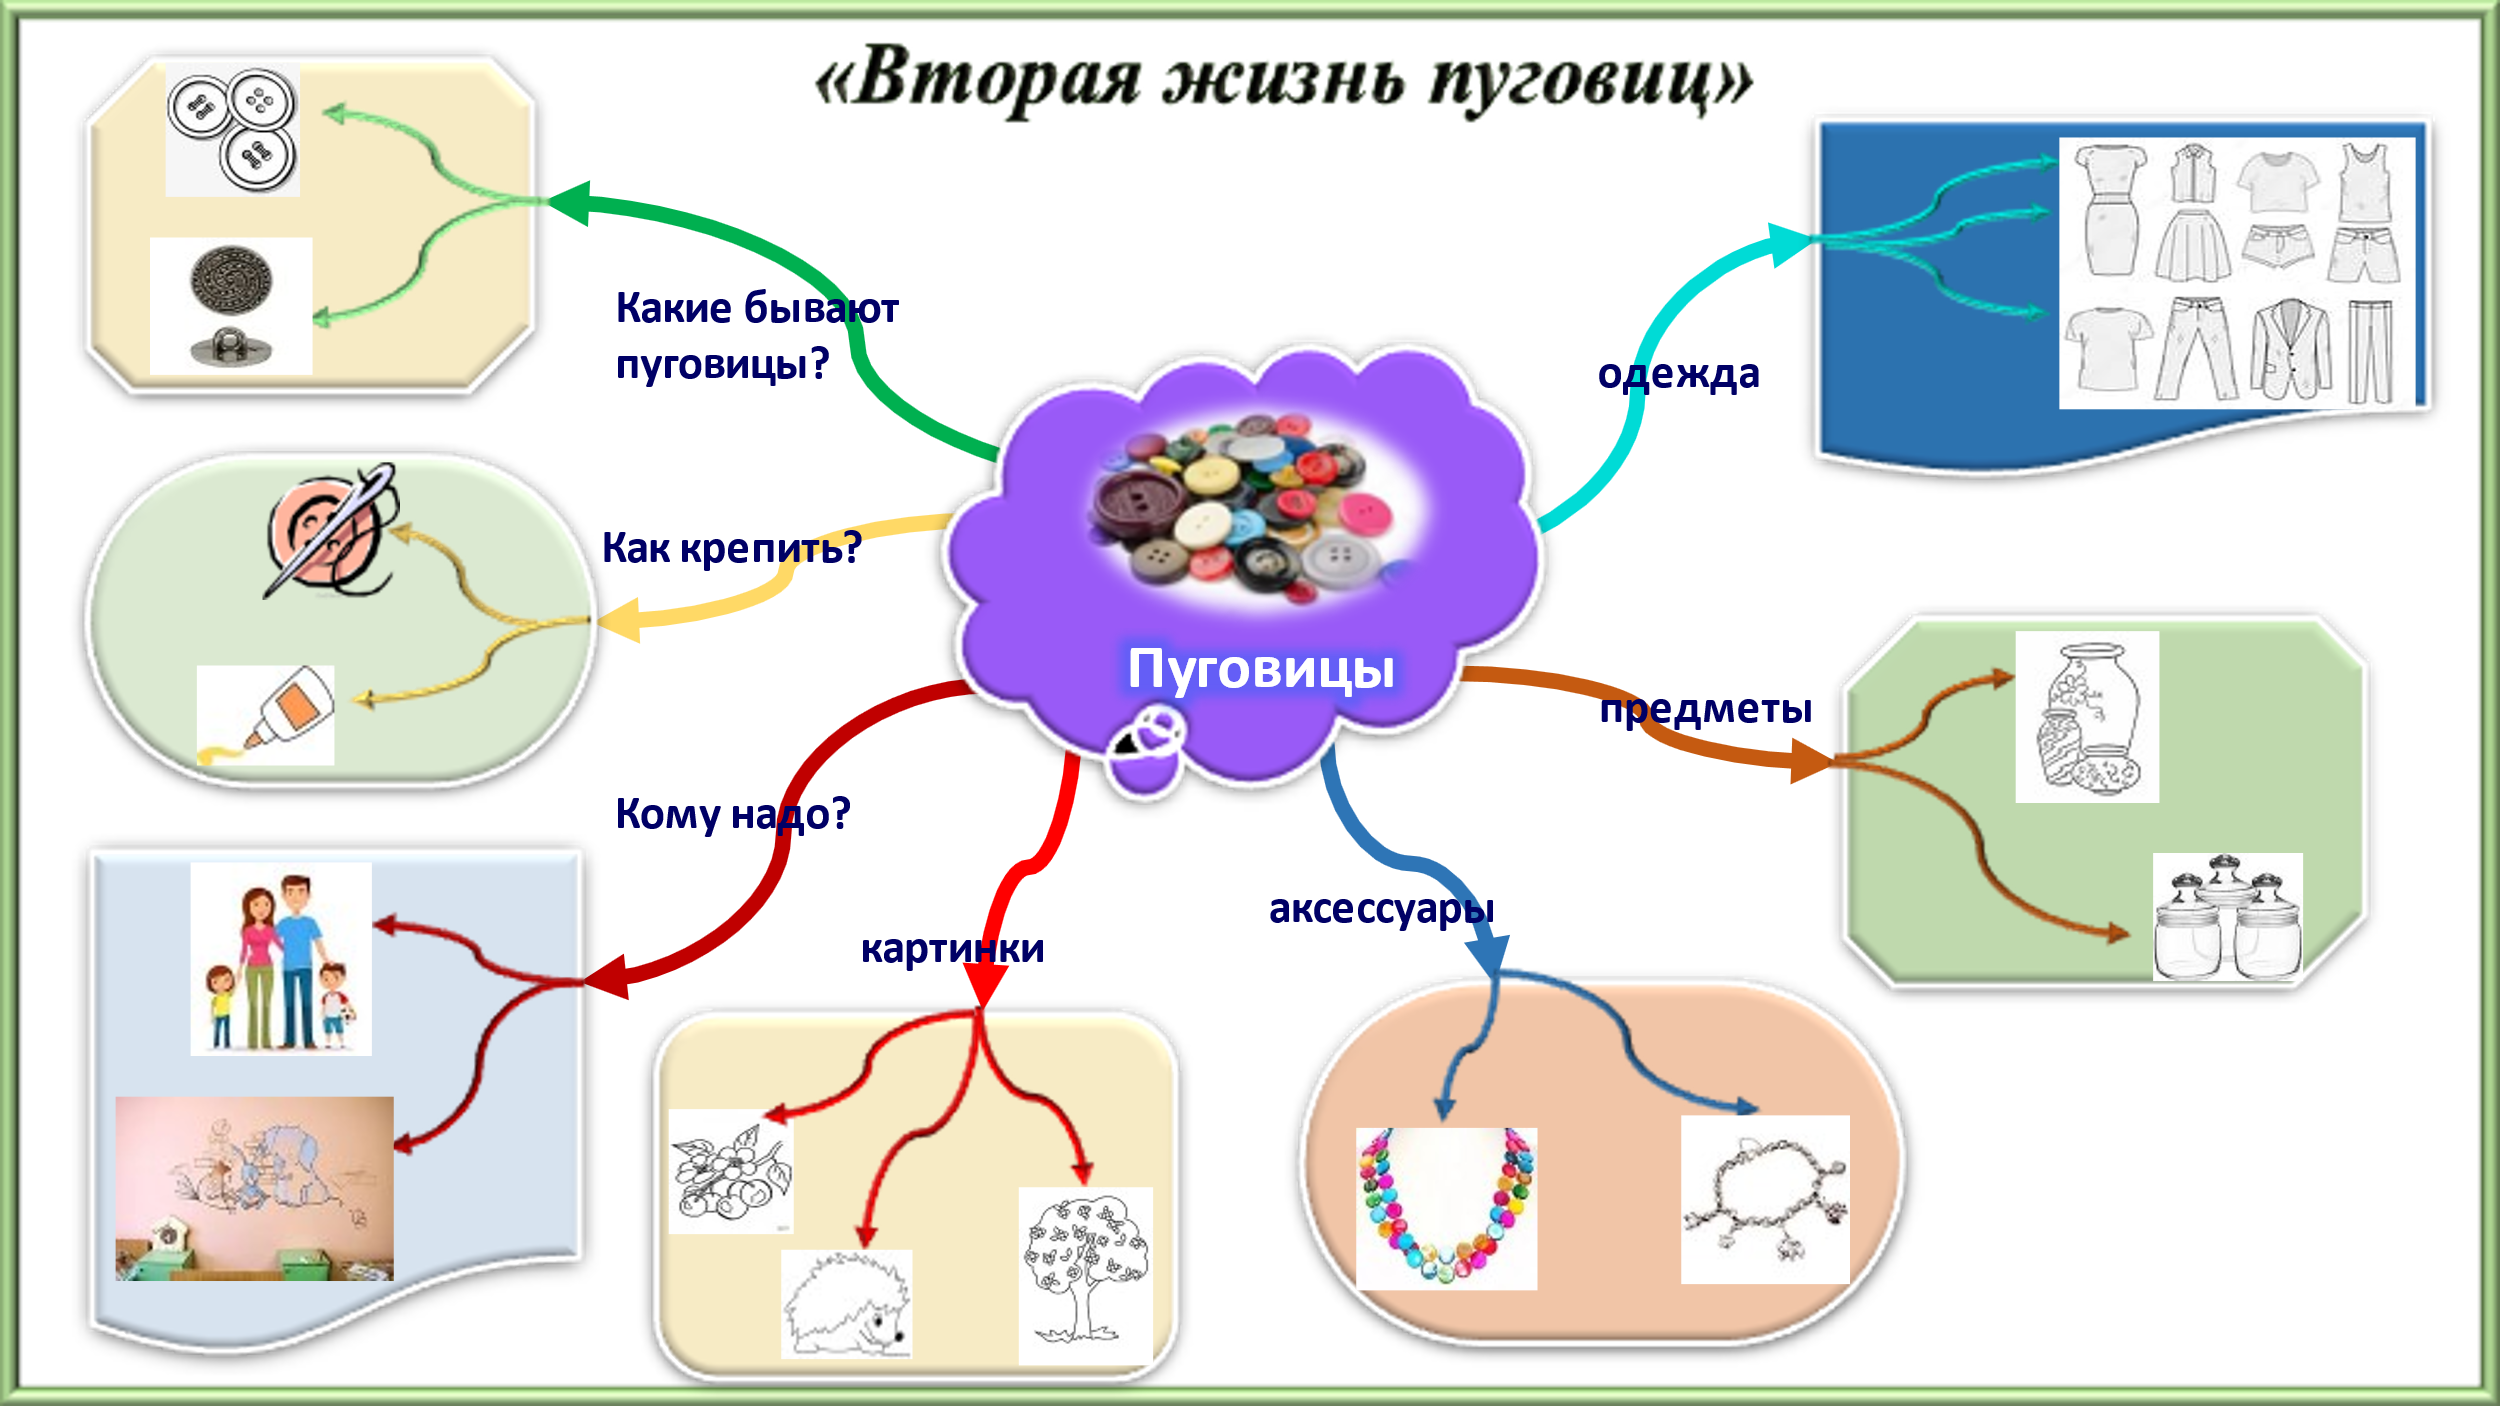 «Вторая жизнь пуговиц»
Какие бывают
пуговицы?
одежда
Как крепить?
Пуговицы
предметы
Кому надо?
аксессуары
картинки